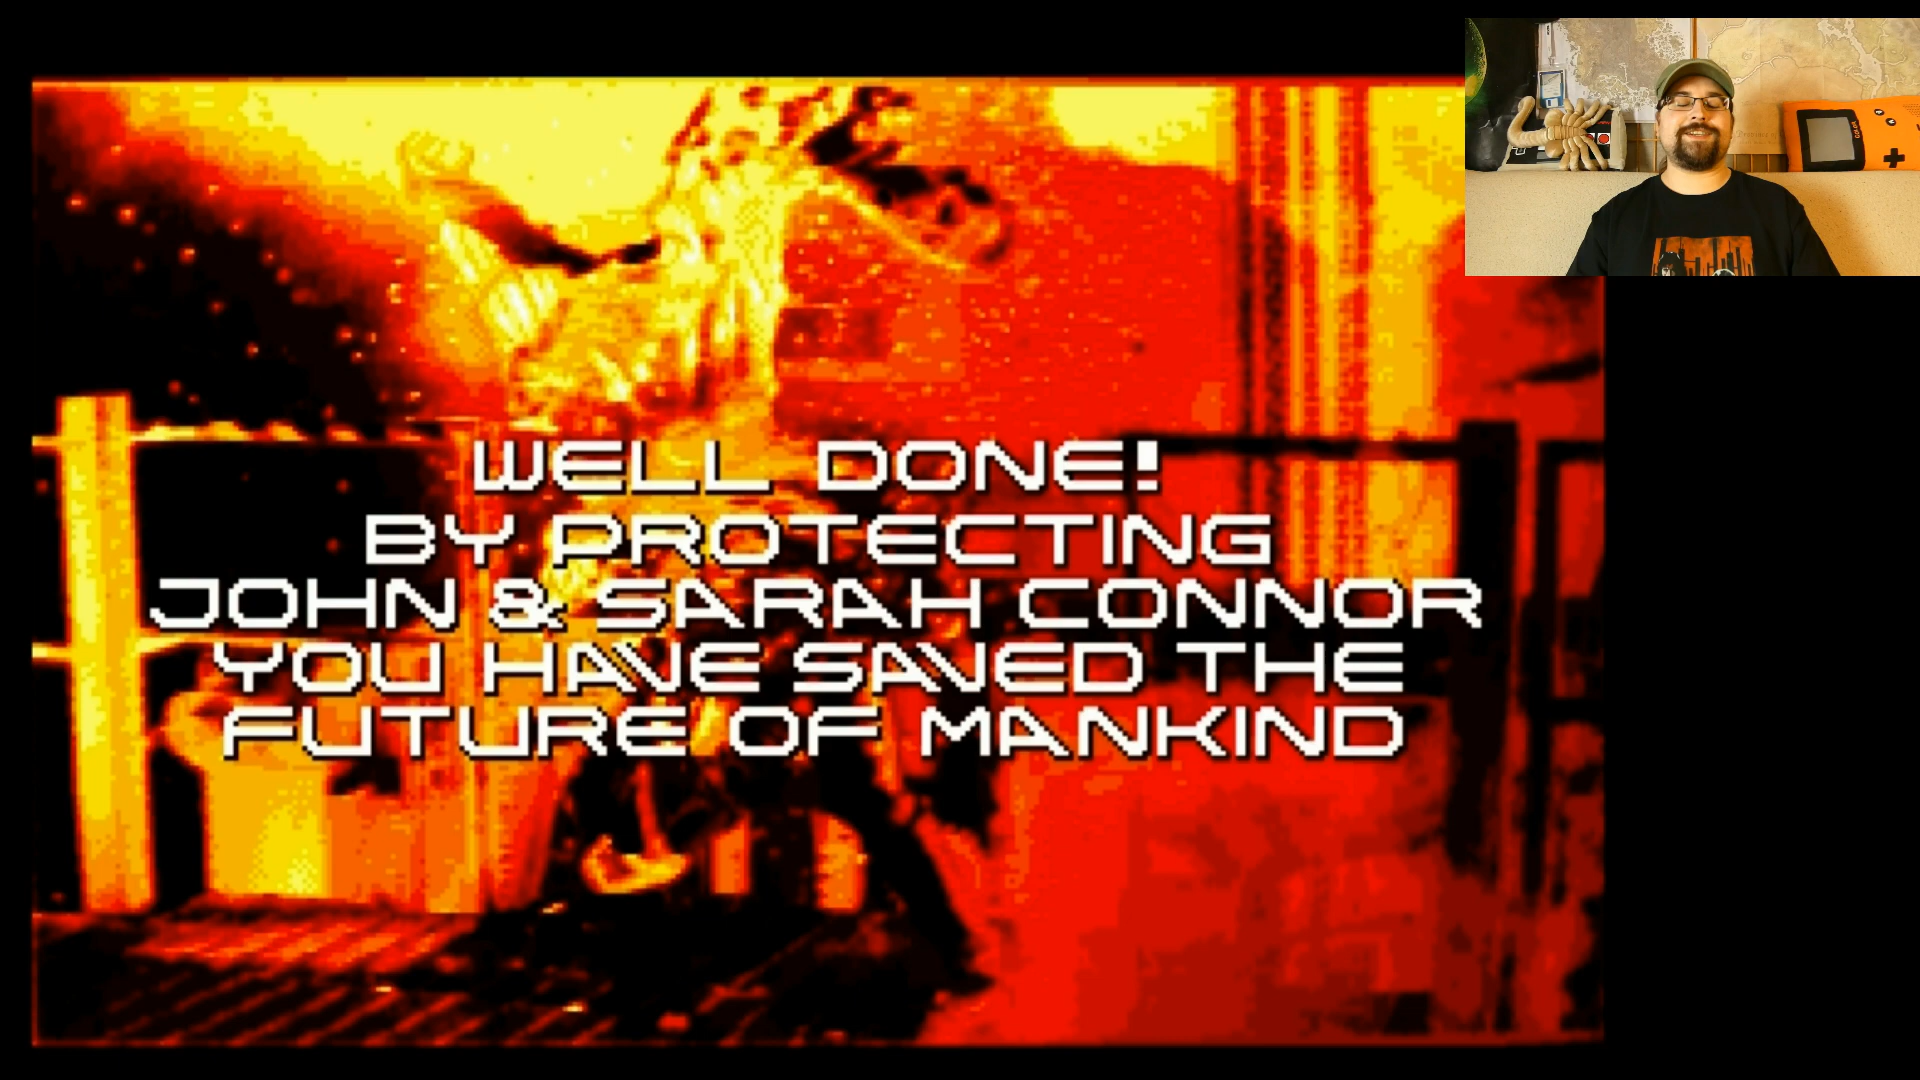 WELL DONE!
BY PROTECTING
JOHN & SARAH CONNOR
YOU HAVE SAVED THE
FUTURE OF MANKIND